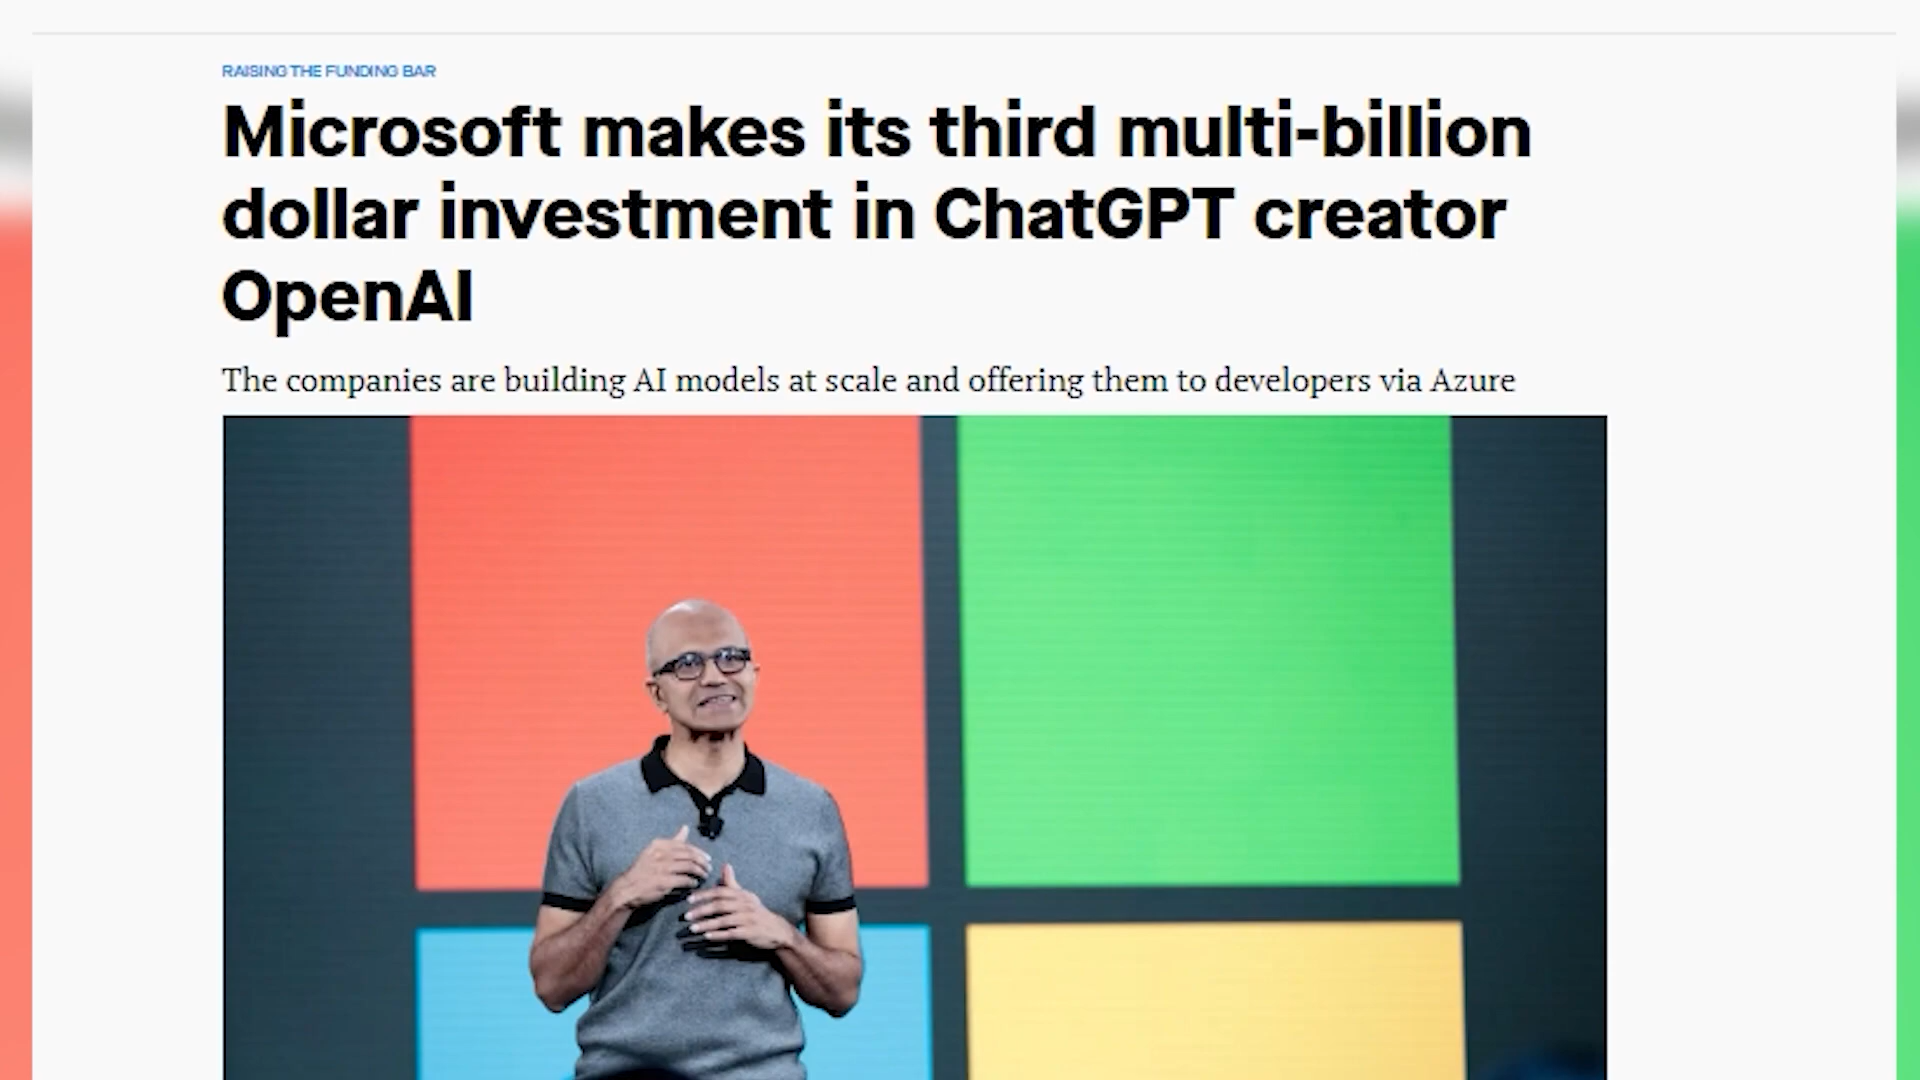 RAISING THE FUNDING BAR
Microsoft makes its third multi-billion
dollar investment in ChatGPT creator
OpenAI
The companies are building AI models at scale and offering them to developers via Azure